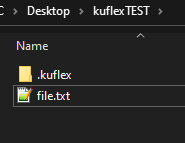 C > Desktop > kuflexTEST >
Name
.kuflex
file.txt